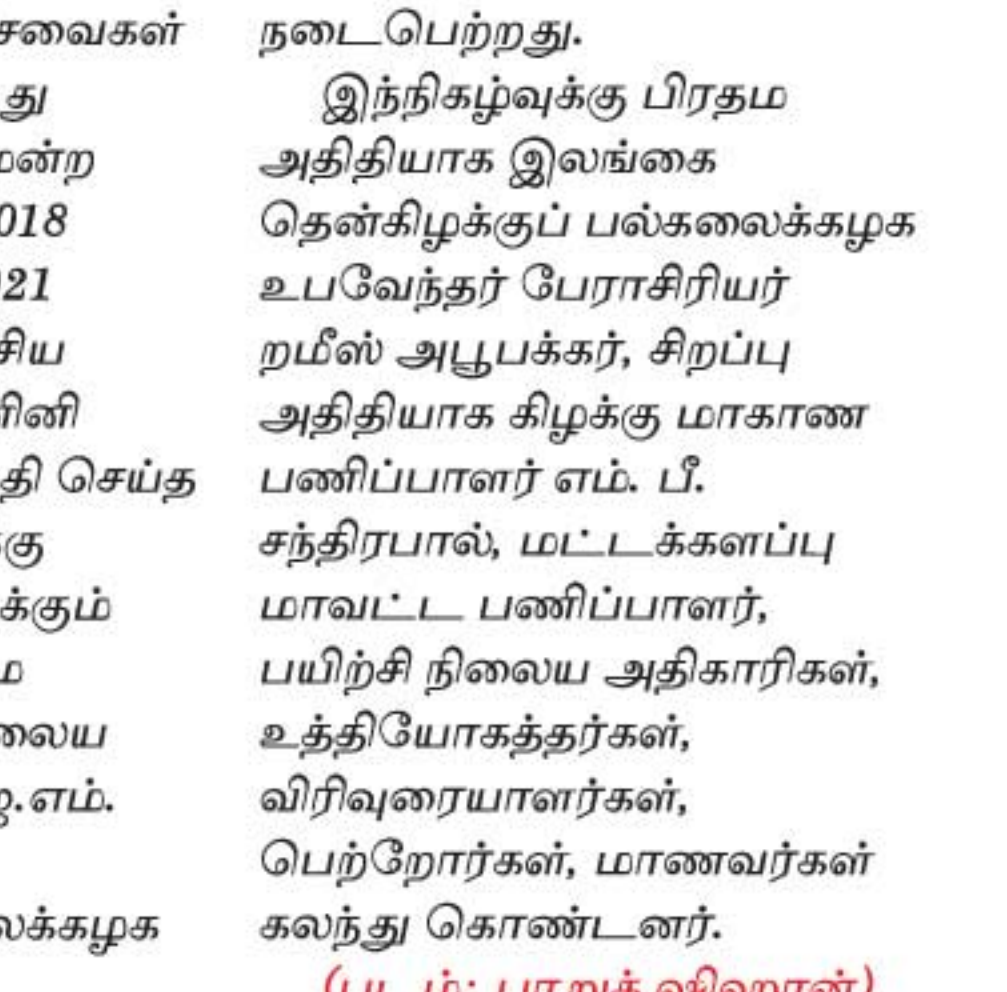 சவைகள்
து
மன்ற
018
21
சிய
ளினி
தி செய்த
கு
க்கும்
ம
லைய
ஜ.எம்.
லக்கழக
நடைபெற்றது.
இந்நிகழ்வுக்கு பிரதம
அதிதியாக இலங்கை
தென்கிழக்குப் பல்கலைக்கழக
உபவேந்தர் பேராசிரியர்
றமீஸ் அபூபக்கர், சிறப்பு
அதிதியாக கிழக்கு மாகாண
பணிப்பாளர் எம். பீ.
சந்திரபால், மட்டக்களப்பு
மாவட்ட பணிப்பாளர்,
பயிற்சி நிலைய அதிகாரிகள்,
உத்தியோகத்தர்கள்,
விரிவுரையாளர்கள்,
பெற்றோர்கள், மாணவர்கள்
கலந்து கொண்டனர்.
(படம்: பாறுக் ஷிஹான்)